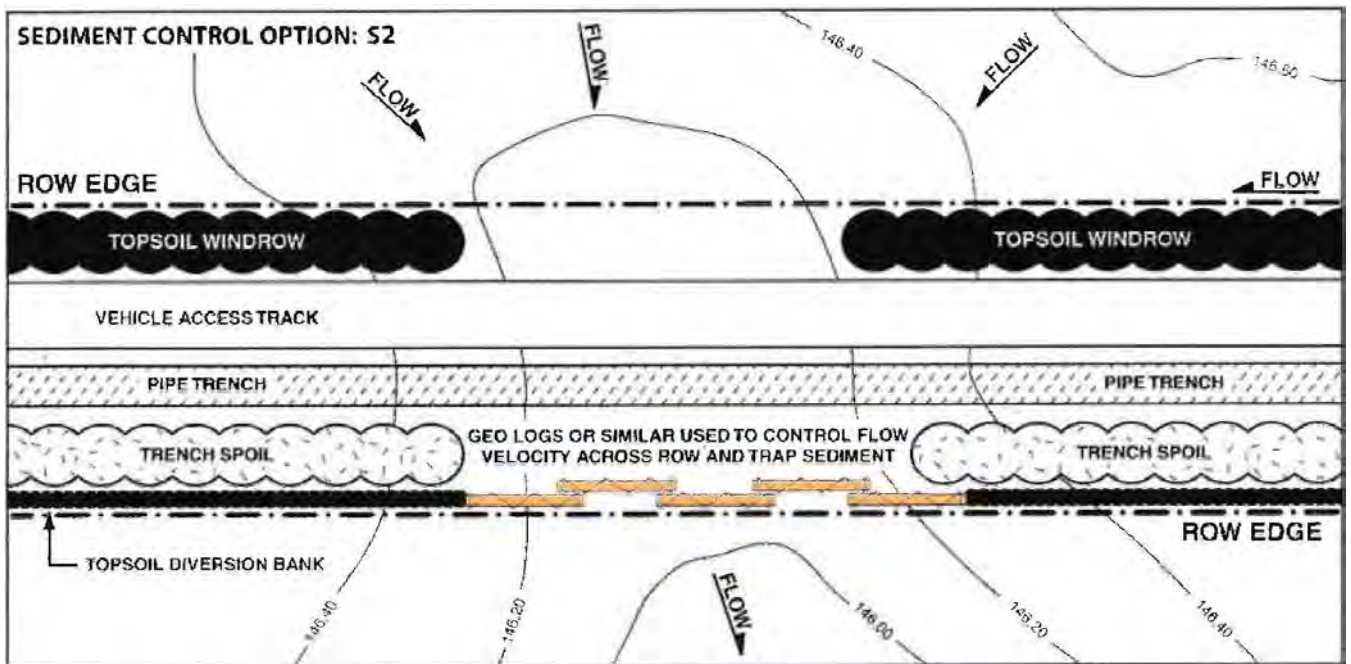 SEDIMENT CONTROL OPTION: S2
FLOW
146.40
FLOW
146.60
FLOW
ROW EDGE
FLOW
TOPSOIL WINDROW
TOPSOIL WINDROW
VEHICLE ACCESS TRACK
PIPE TRENCH
PIPE TRENCH
TRENCH SPOIL
GEO LOGS OR SIMILAR USED TO CONTROL FLOW
VELOCITY ACROSS ROW AND TRAP SEDIMENT
TRENCH SPOIL
ROW EDGE
TOPSOIL DIVERSION BANK
FLOW
146.40
146.20
146.00
146.20
146.40